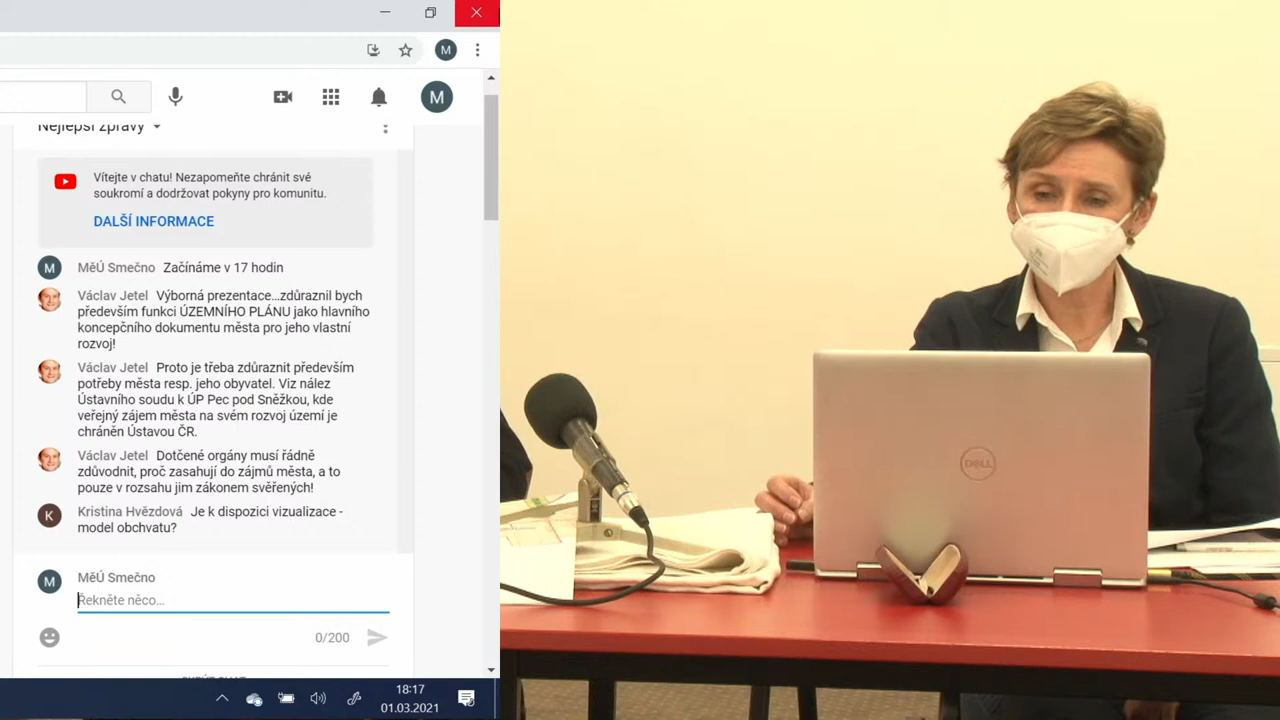 M
M
Nejlepší zprávy
Vítejte v chatu! Nezapomeňte chránit své
soukromí a dodržovat pokyny pro komunitu.
DALŠÍ INFORMACE
M MěÚ Smečno Začínáme v 17 hodin
Václav Jetel Výborná prezentace…zdůraznil bych
především funkci ÚZEMNÍHO PLÁNU jako hlavního
koncepčního dokumentu města pro jeho vlastní
rozvoj!
Václav Jetel Proto je třeba zdůraznit především
potřeby města resp. jeho obyvatel. Viz nález
Ústavního soudu k ÚP Pec pod Sněžkou, kde
veřejný zájem města na svém rozvoj území je
chráněn Ústavou ČR.
Václav Jetel Dotčené orgány musí řádně
zdůvodnit, proč zasahují do zájmů města, a to
pouze v rozsahu jim zákonem svěřených!
K Kristina Hvězdová Je k dispozici vizualizace -
model obchvatu?
M MěÚ Smečno
Řekněte něco…
0/200
18:17
01.03.2021
DELL